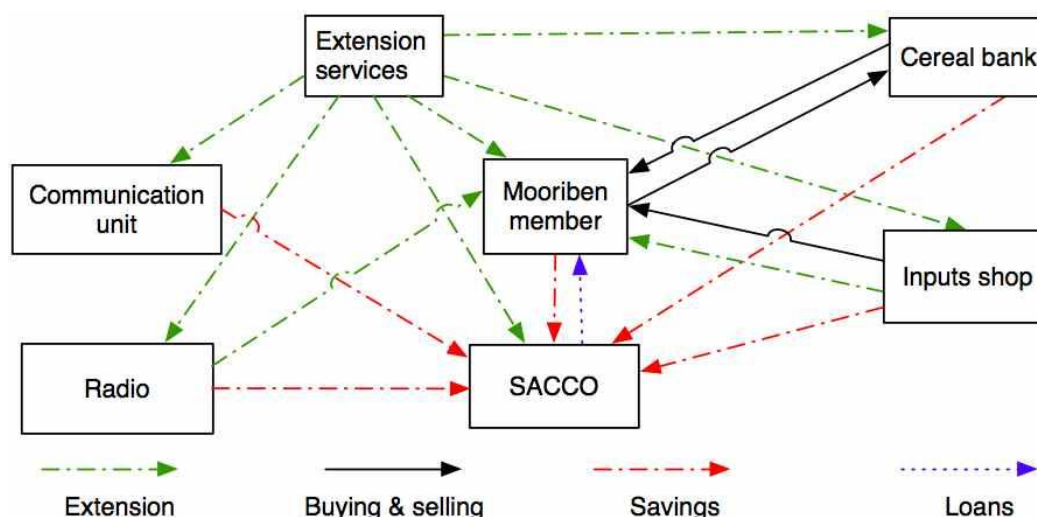 Extension
services
Cereal bank
Communication
unit
Mooriben
member
Inputs shop
Radio
SACCO
Extension
Buying & selling
Savings
Loans